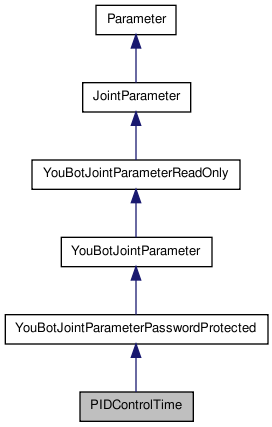 Parameter
JointParameter
YouBotJointParameterReadOnly
YouBotJointParameter
YouBotJointParameterPasswordProtected
PIDControlTime